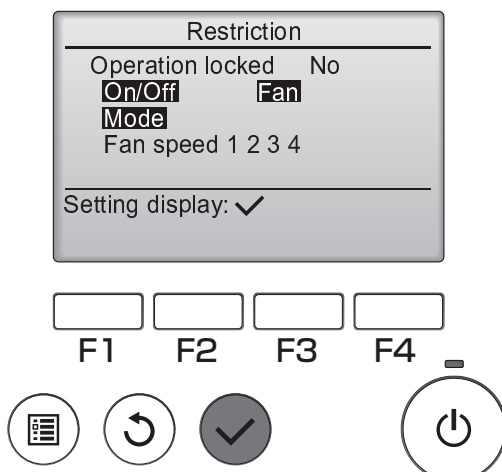 Restriction
Operation locked No
On/Off Fan
Mode
Fan speed 1 2 3 4
Setting display:
F1 F2 F3 F4